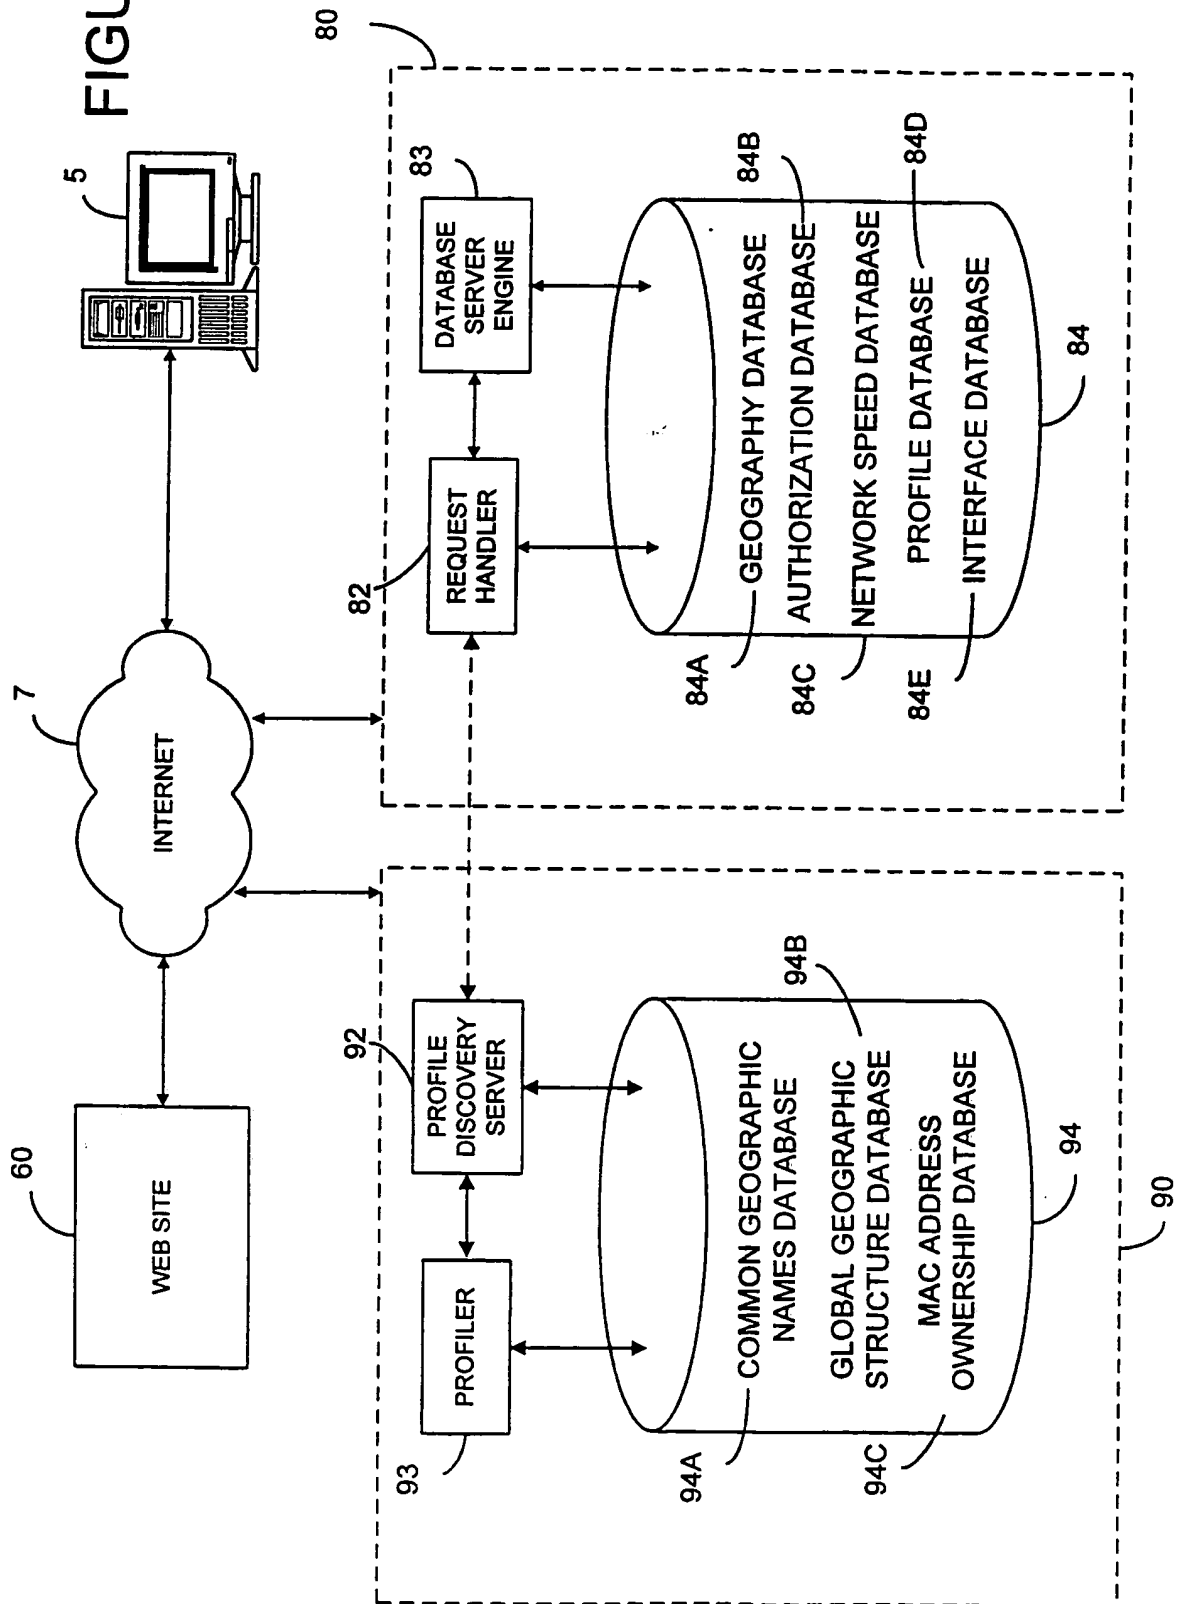 FIGU
60
WEB SITE
7
INTERNET
5
80
92
PROFILE
DISCOVERY
SERVER
93
PROFILER
94A
COMMON GEOGRAPHIC
NAMES DATABASE
94B
GLOBAL GEOGRAPHIC
STRUCTURE DATABASE
94C
MAC ADDRESS
OWNERSHIP DATABASE
94
90
82
REQUEST
HANDLER
83
DATABASE
SERVER
ENGINE
84A
GEOGRAPHY DATABASE
84B
AUTHORIZATION DATABASE
84C
NETWORK SPEED DATABASE
84D
PROFILE DATABASE
84E
INTERFACE DATABASE
84